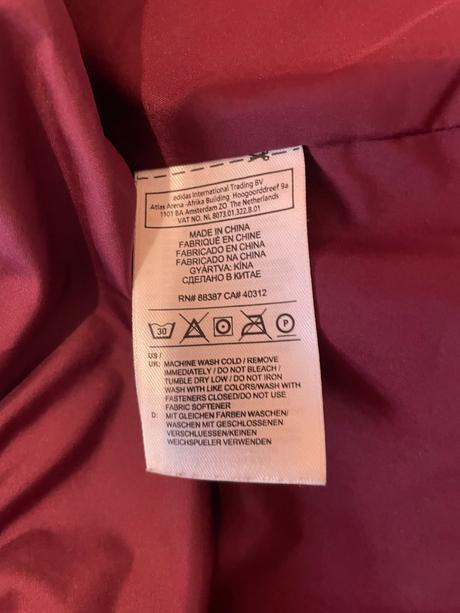 adidas International Trading BV
Atlas Arena -Afrika Building Hoogoorddreef 9a
1101 BA Amsterdam ZO The Netherlands
VAT NO. NL 8073.01.322.B.01
MADE IN CHINA
FABRIQUÉ EN CHINE
FABRICADO EN CHINA
FABRICADO NA CHINA
GYÁRTVA: KÍNA
СДЕЛАНО В КИТАЕ
RN# 88387 CA# 40312
30 P
US /
UK: MACHINE WASH COLD / REMOVE
IMMEDIATELY / DO NOT BLEACH /
TUMBLE DRY LOW / DO NOT IRON
WASH WITH LIKE COLORS/WASH WITH
FASTENERS CLOSED/DO NOT USE
FABRIC SOFTENER
D: MIT GLEICHEN FARBEN WASCHEN/
WASCHEN MIT GESCHLOSSENEN
VERSCHLUESSEN/KEINEN
WEICHSPUELER VERWENDEN